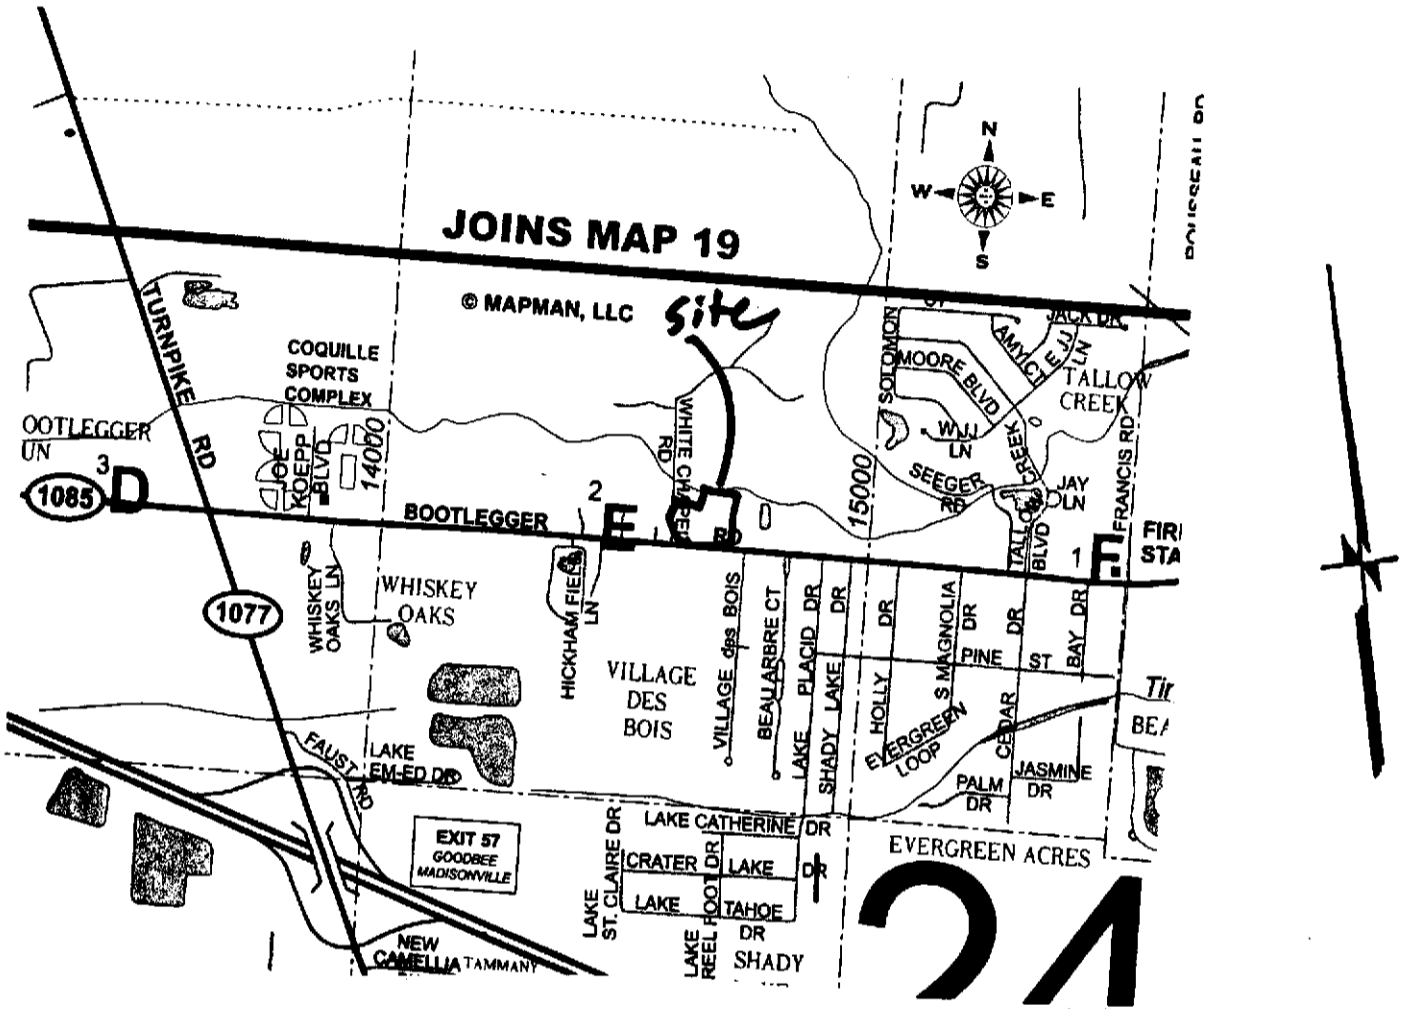 N
W E
S
JOINS MAP 19
© MAPMAN, LLC
site
TURNPIKE
RD
COQUILLE
SPORTS
COMPLEX
JOE
KOEPP
BLVD
14000
OOTLEGGER
UN
3
D
1085
BOOTLEGGER
RD
2
E
WHITE CHAPEL
RD
15000
SOLOMON
MOORE BLVD
AMY CT
JACK DR
E JJ
LN
TALLOW
CREEK
W JJ
LN
SEEGER
RD
CREEK
JAY
LN
TALLOW
BLVD
FRANCIS RD
1
FIRE
STA
1077
WHISKEY
OAKS LN
WHISKEY
OAKS
HICKHAM FIELD
LN
VILLAGE
DES
BOIS
VILLAGE des BOIS
BEAU ARBRE CT
LAKE PLACID DR
SHADY LAKE DR
HOLLY DR
S MAGNOLIA DR
PINE ST
CEDAR DR
BAY DR
EVERGREEN
LOOP
PALM
DR
JASMINE
DR
EVERGREEN ACRES
FAUST RD
LAKE
EM-ED DR
EXIT 57
GOODBEE
MADISONVILLE
LAKE CATHERINE DR
LAKE
ST. CLAIRE DR
CRATER LAKE DR
LAKE TAHOE
DR
LAKE
REEL FOOT DR
SHADY
NEW
CAMELLIA
TAMMANY
24